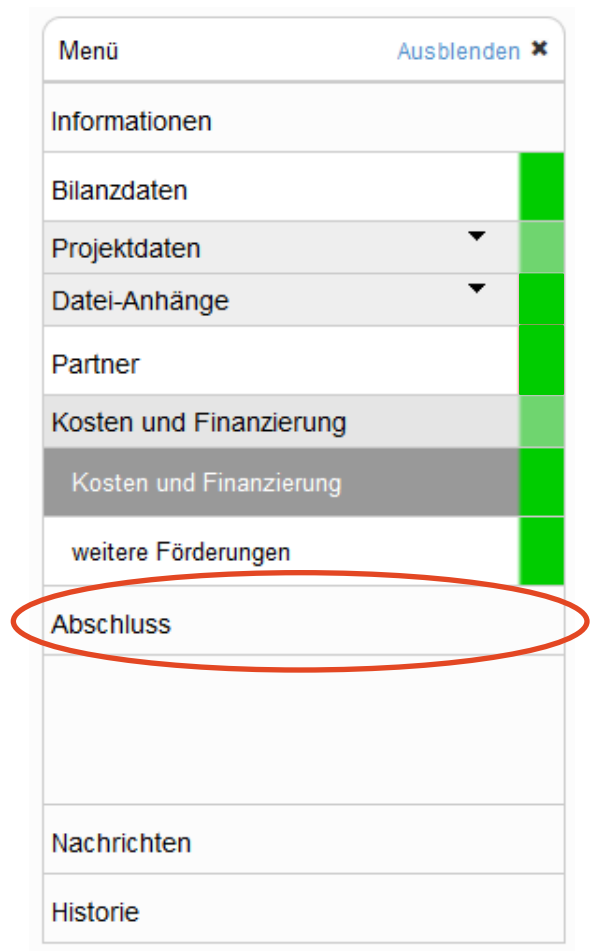 Menü Ausblenden ✖
Informationen
Bilanzdaten
Projektdaten
Datei-Anhänge
Partner
Kosten und Finanzierung
Kosten und Finanzierung
weitere Förderungen
Abschluss
Nachrichten
Historie